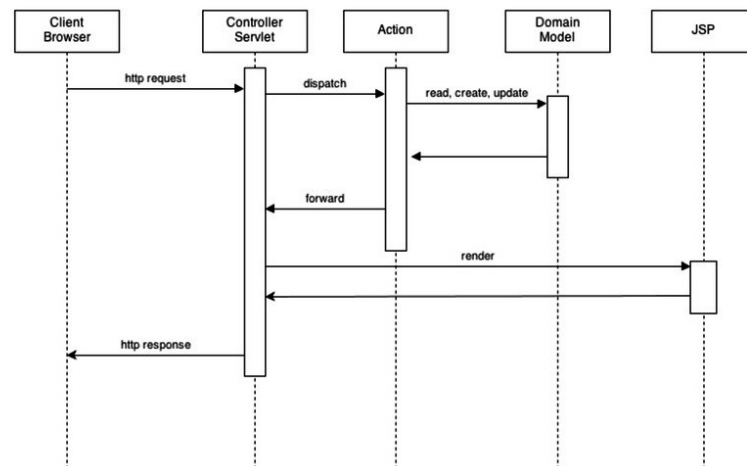 Client
Browser
Controller
Servlet
Action
Domain
Model
JSP
http request
dispatch
read, create, update
forward
render
http response